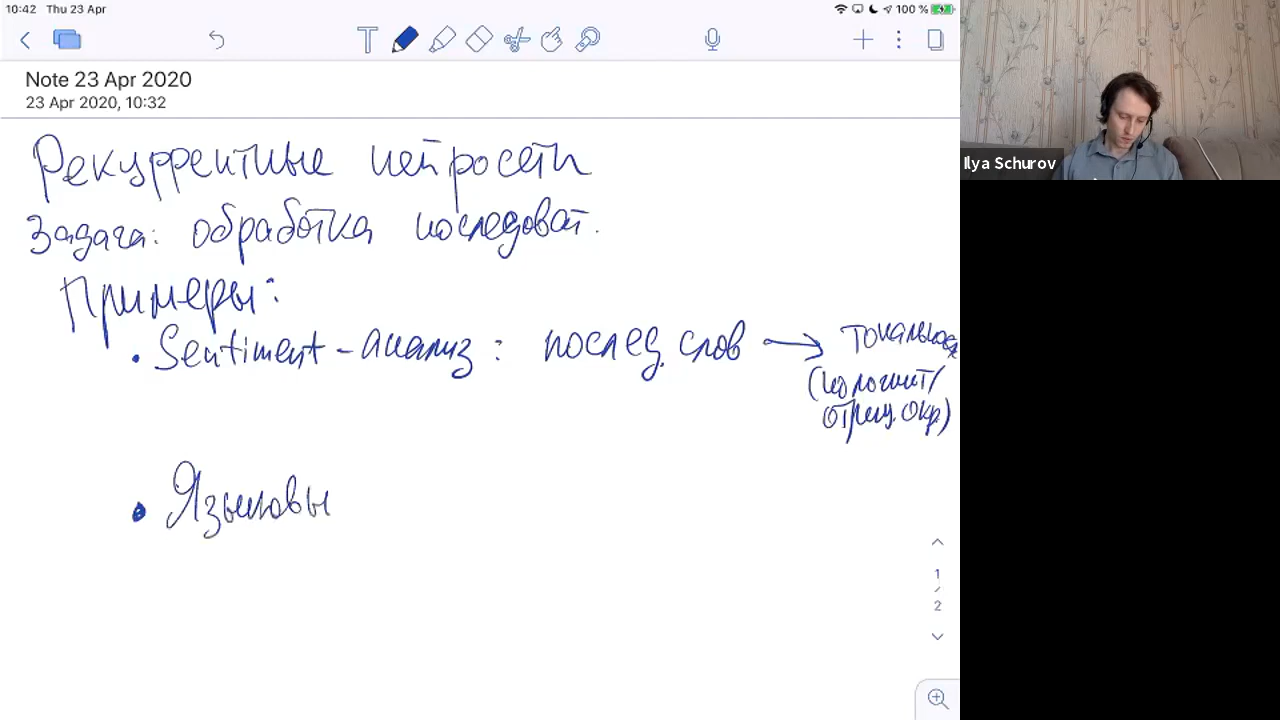 10:42 Thu 23 Apr
100 %
T
Note 23 Apr 2020
23 Apr 2020, 10:32
Рекуррентные нейросети
Задача: обработка последоват.
Примеры:
• Sentiment-анализ: послед. слов → тональность
(полошит/
отриц. окр.)
• Языковы
1
/
2
Ilya Schurov